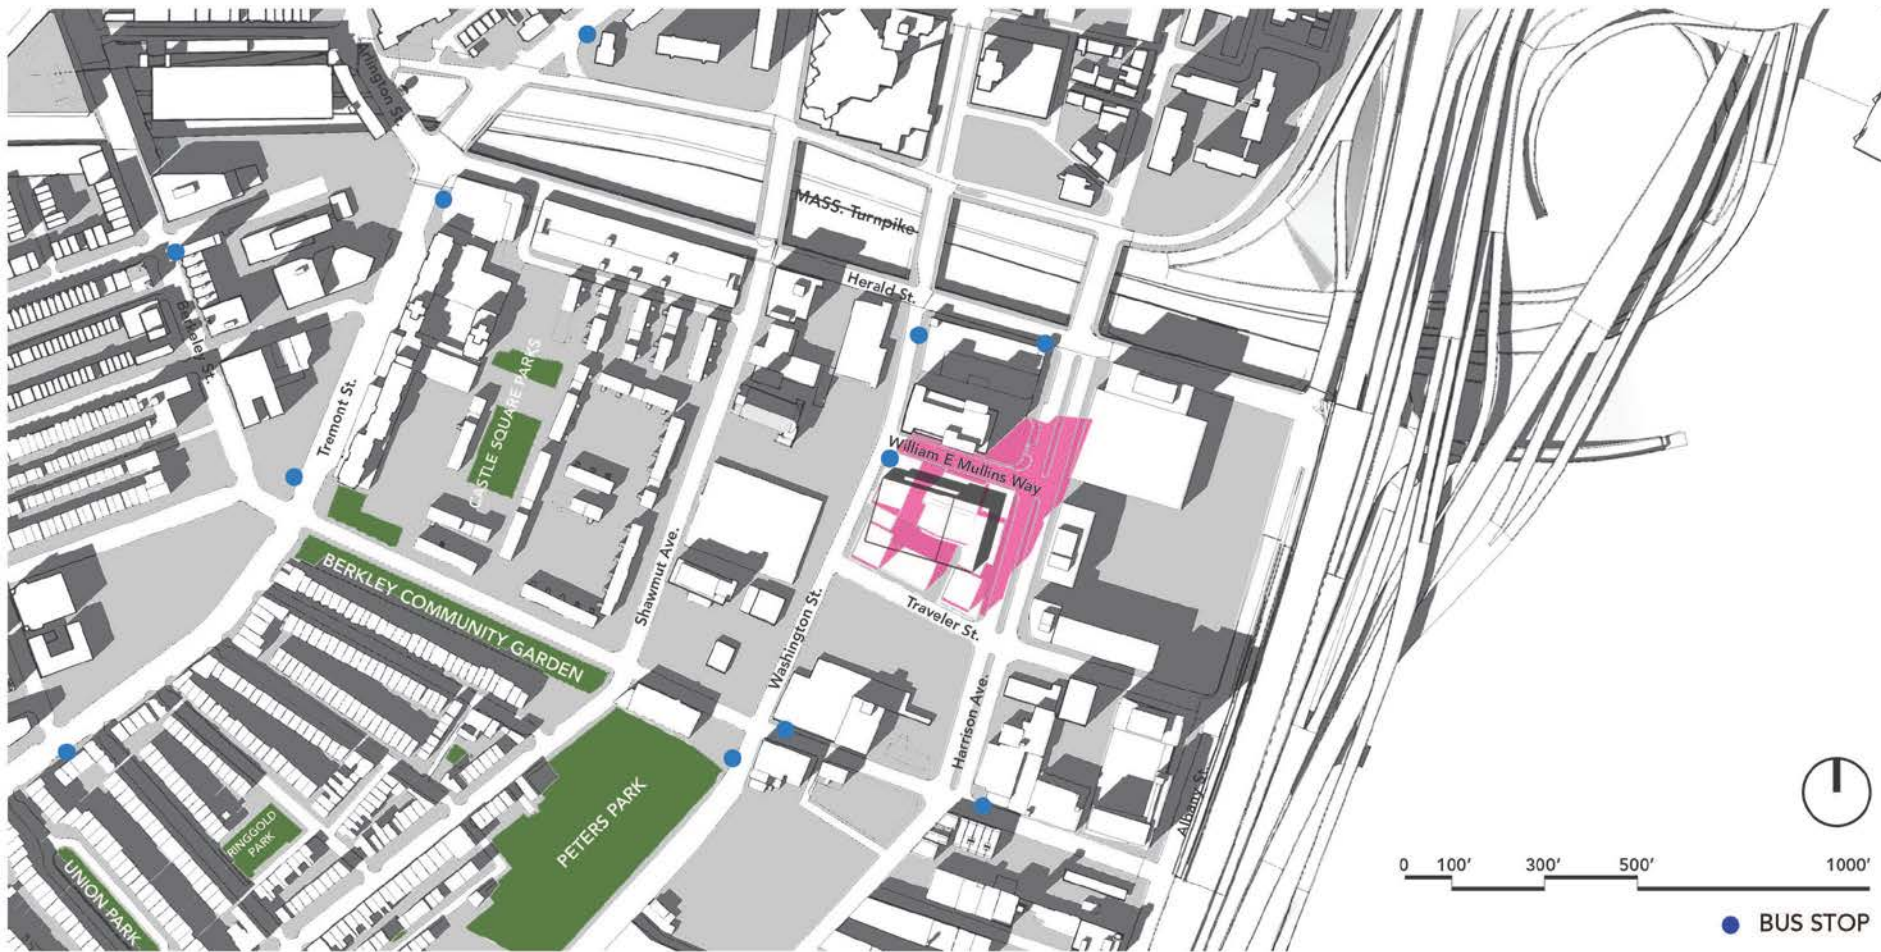 Arlington St.
MASS. Turnpike
Herald St.
Berkeley St.
Tremont St.
CASTLE SQUARE PARKS
William E Mullins Way
BERKLEY COMMUNITY GARDEN
Shawmut Ave.
Washington St.
Traveler St.
Harrison Ave.
Albany St.
PETERS PARK
RINGGOLD
PARK
UNION PARK
0 100' 300' 500' 1000'
BUS STOP